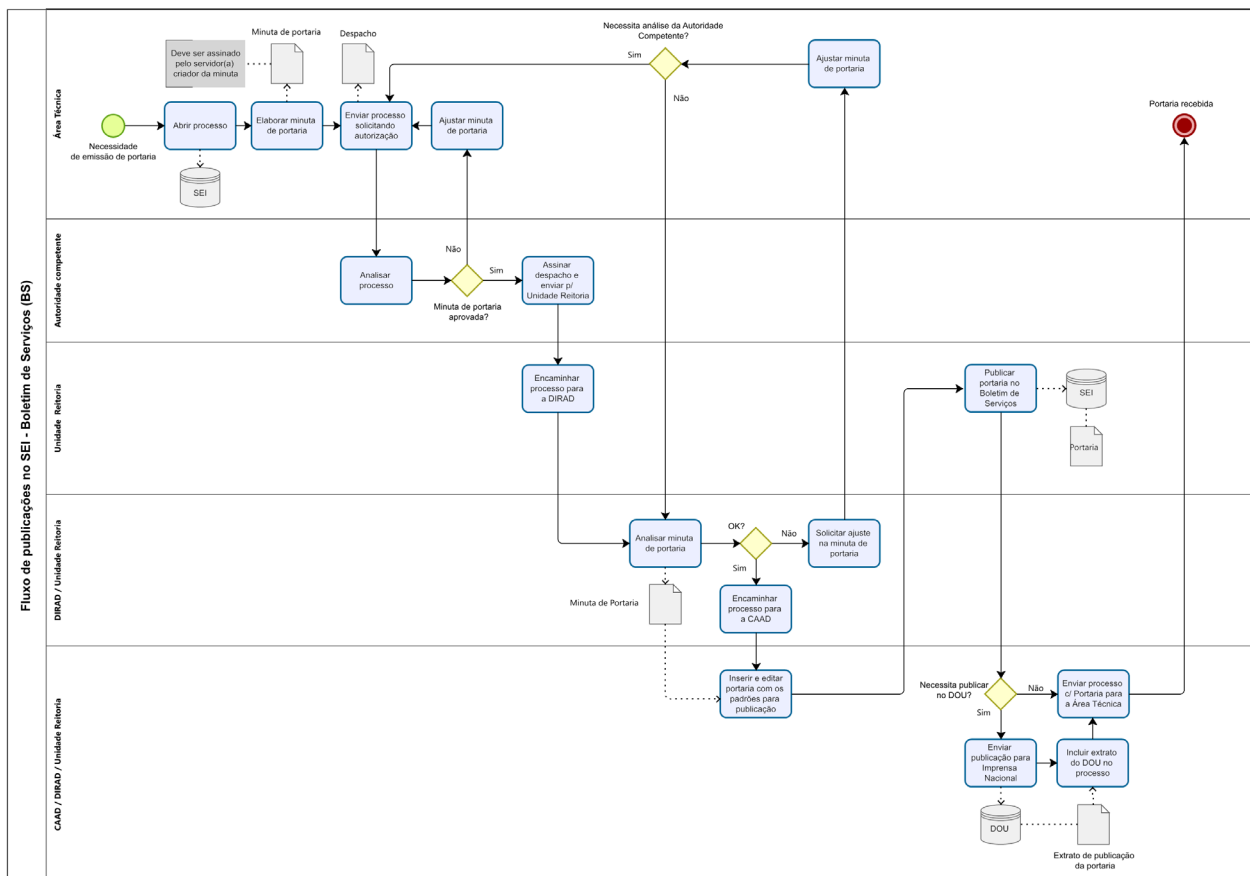 Fluxo de publicações no SEI - Boletim de Serviços (BS)
Área Técnica
Necessidade
de emissão de portaria
Abrir processo
SEI
Deve ser assinado
pelo servidor(a)
criador da minuta
Minuta de portaria
Elaborar minuta
de portaria
Despacho
Enviar processo
solicitando
autorização
Ajustar minuta
de portaria
Necessita análise da Autoridade
Competente?
Sim
Não
Ajustar minuta
de portaria
Portaria recebida
Autoridade competente
Analisar
processo
Não
Sim
Minuta de portaria
aprovada?
Assinar
despacho e
enviar p/
Unidade Reitoria
Unidade Reitoria
Encaminhar
processo para
a DIRAD
Publicar
portaria no
Boletim de
Serviços
SEI
Portaria
DIRAD / Unidade Reitoria
Analisar minuta
de portaria
Minuta de Portaria
OK?
Não
Sim
Solicitar ajuste
na minuta de
portaria
Encaminhar
processo para
a CAAD
CAAD / DIRAD / Unidade Reitoria
Inserir e editar
portaria com os
padrões para
publicação
Necessita publicar
no DOU?
Não
Sim
Enviar processo
c/ Portaria para
a Área Técnica
Enviar
publicação para
Imprensa
Nacional
Incluir extrato
do DOU no
processo
DOU
Extrato de publicação
da portaria